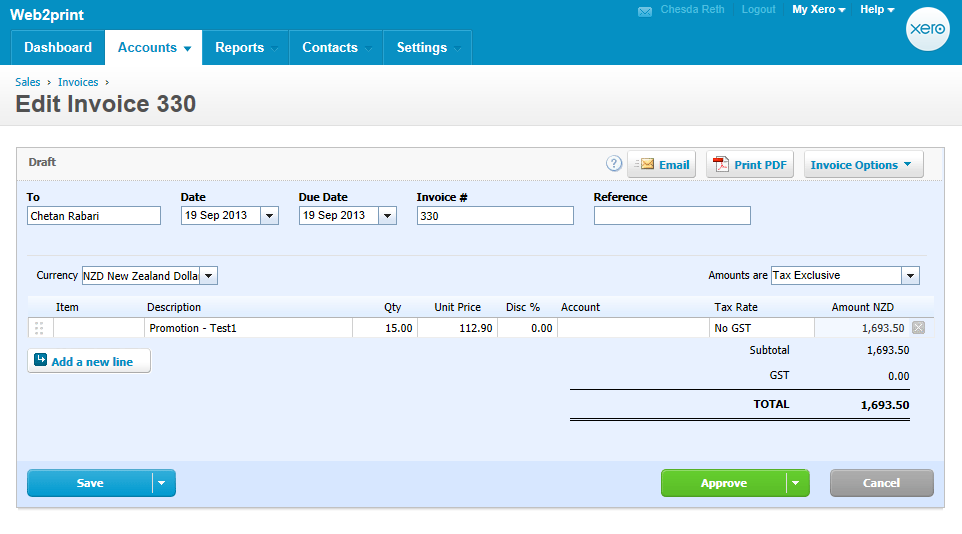 Web2print
Chesda Reth Logout My Xero Help
xero
Dashboard Accounts Reports Contacts Settings
Sales › Invoices ›
Edit Invoice 330
Draft
? Email Print PDF Invoice Options
To Date Due Date Invoice # Reference
Chetan Rabari 19 Sep 2013 19 Sep 2013 330
Currency NZD New Zealand Dolla Amounts are Tax Exclusive
Item Description Qty Unit Price Disc % Account Tax Rate Amount NZD
Promotion - Test1 15.00 112.90 0.00 No GST 1,693.50
Add a new line
Subtotal 1,693.50
GST 0.00
TOTAL 1,693.50
Save Approve Cancel